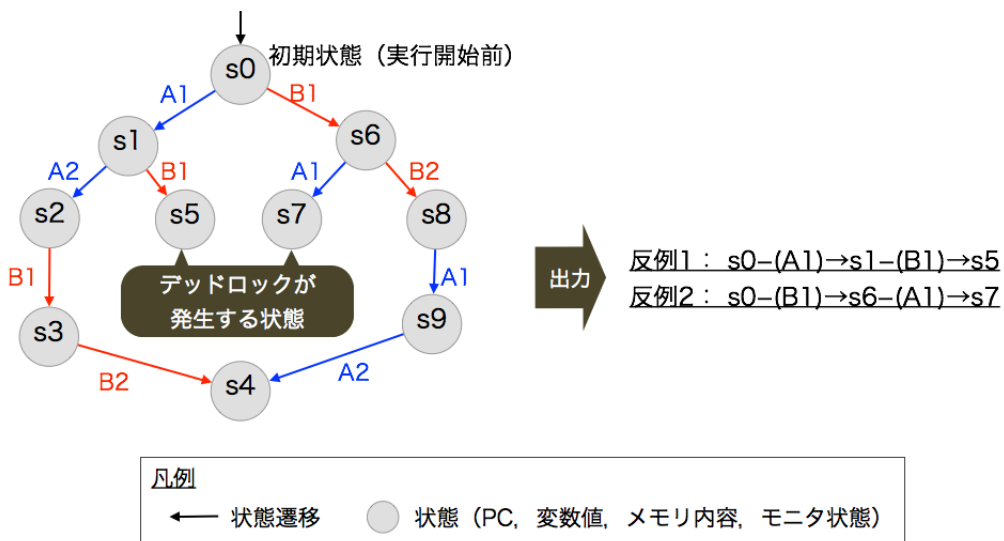 初期状態（実行開始前）
s0
A1
B1
s1
s6
A2
B1
A1
B2
s2
s5
s7
s8
B1
デッドロックが
発生する状態
A1
出力
反例1： s0–(A1)→s1–(B1)→s5
反例2： s0–(B1)→s6–(A1)→s7
s3
s9
B2
s4
A2
凡例
状態遷移
状態（PC，変数値，メモリ内容，モニタ状態）